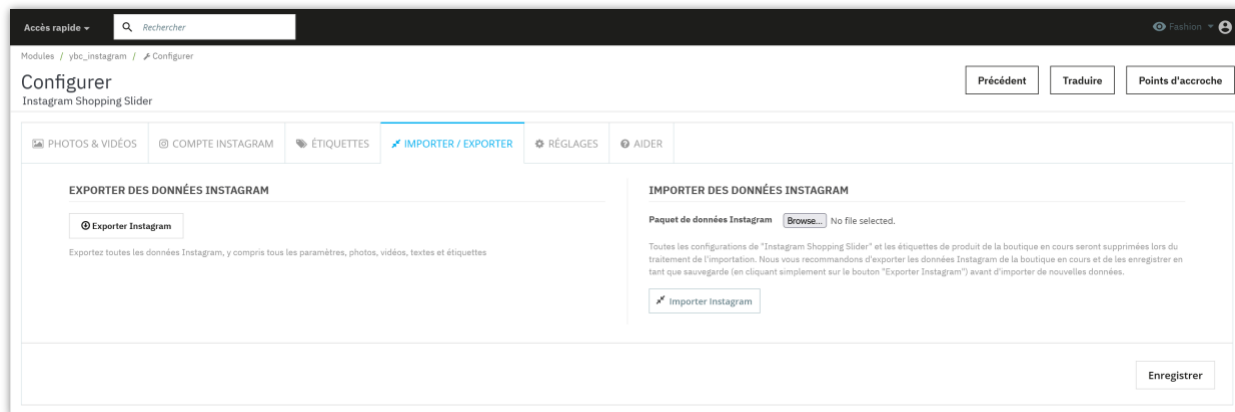 Accès rapide
Rechercher
Fashion
Modules / ybc_instagram / Configurer
Configurer
Instagram Shopping Slider
Précédent
Traduire
Points d'accroche
PHOTOS & VIDÉOS
COMPTE INSTAGRAM
ÉTIQUETTES
IMPORTER / EXPORTER
RÉGLAGES
AIDER
EXPORTER DES DONNÉES INSTAGRAM
Exporter Instagram
Exportez toutes les données Instagram, y compris tous les paramètres, photos, vidéos, textes et étiquettes
IMPORTER DES DONNÉES INSTAGRAM
Paquet de données Instagram Browse... No file selected.
Toutes les configurations de "Instagram Shopping Slider" et les étiquettes de produit de la boutique en cours seront supprimées lors du
traitement de l'importation. Nous vous recommandons d'exporter les données Instagram de la boutique en cours et de les enregistrer en
tant que sauvegarde (en cliquant simplement sur le bouton "Exporter Instagram") avant d'importer de nouvelles données.
Importer Instagram
Enregistrer